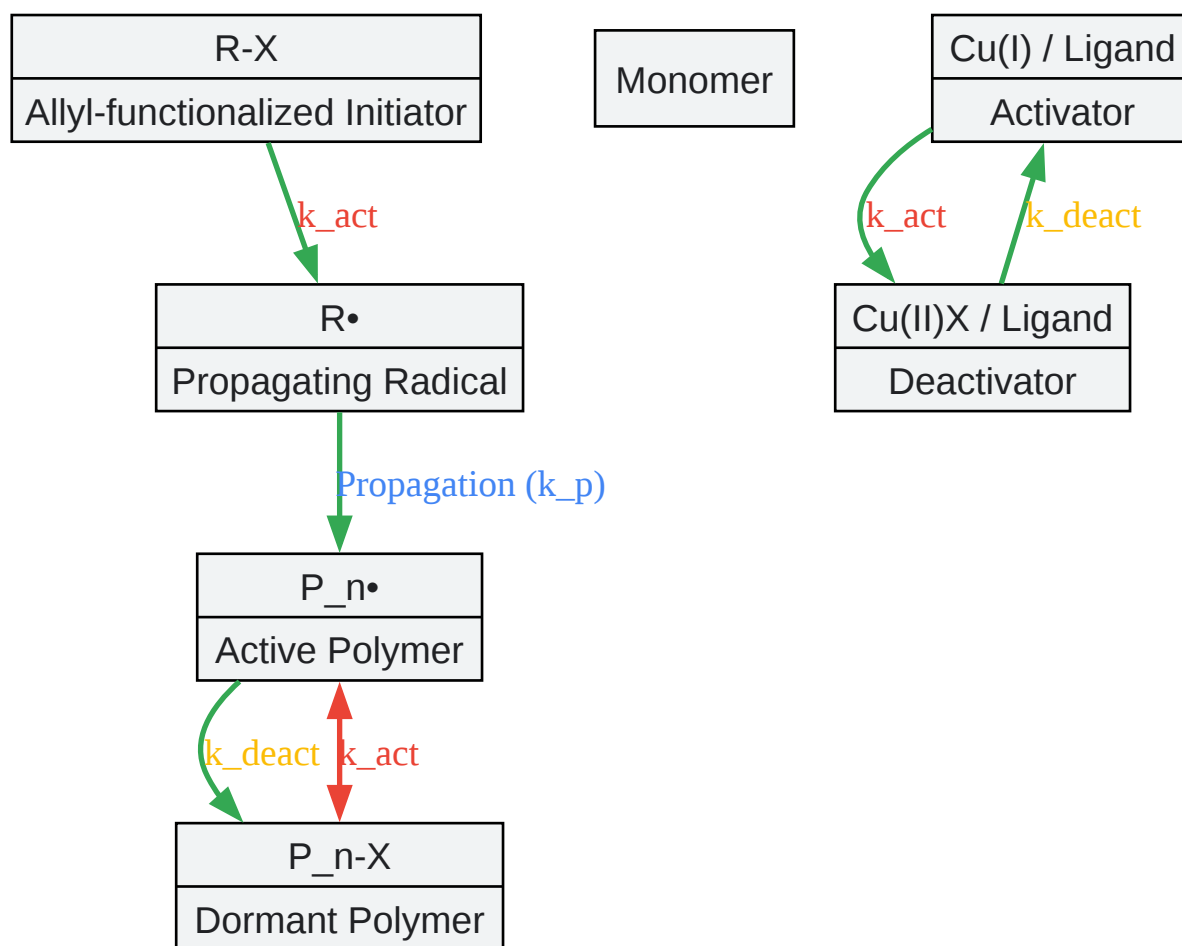 R-X
Allyl-functionalized Initiator
Monomer
Cu(I) / Ligand
Activator
k_act
k_act
k_deact
R•
Propagating Radical
Cu(II)X / Ligand
Deactivator
Propagation (k_p)
P_n•
Active Polymer
k_deact
k_act
P_n-X
Dormant Polymer